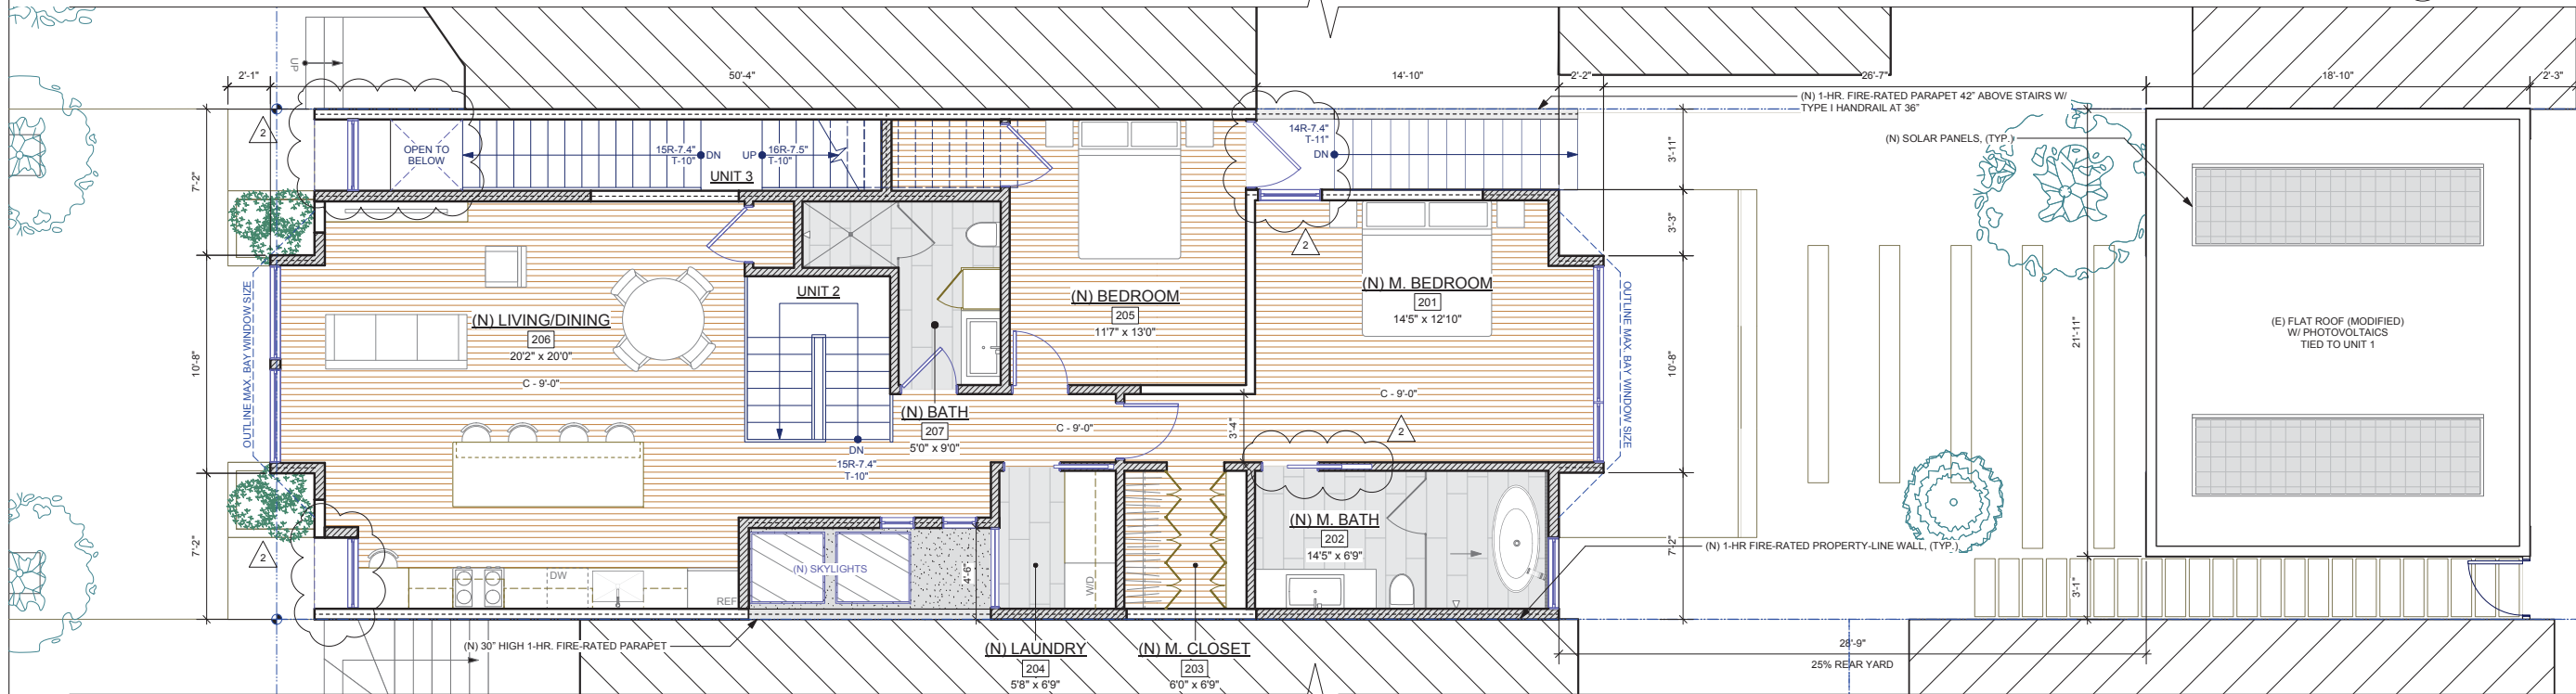 UP
2'-1"
50'-4"
14'-10"
2'-2"
26'-7"
18'-10"
2'-3"
(N) 1-HR. FIRE-RATED PARAPET 42" ABOVE STAIRS W/
TYPE I HANDRAIL AT 36"
(N) SOLAR PANELS, (TYP.)
2
OPEN TO
BELOW
15R-7.4"
T-10"
DN
UP
16R-7.5"
T-10"
UNIT 3
14R-7.4"
T-11"
DN
3'-11"
7'-2"
3'-3"
2
UNIT 2
(N) LIVING/DINING
206
20'2" x 20'0"
C - 9'-0"
(N) BEDROOM
205
11'7" x 13'0"
(N) M. BEDROOM
201
14'5" x 12'10"
C - 9'-0"
OUTLINE MAX. BAY WINDOW SIZE
OUTLINE MAX. BAY WINDOW SIZE
10'-8"
10'-8"
21'-11"
(E) FLAT ROOF (MODIFIED)
W/ PHOTOVOLTAICS
TIED TO UNIT 1
(N) BATH
207
5'0" x 9'0"
C - 9'-0"
3'-4"
2
DN
15R-7.4"
T-10"
(N) M. BATH
202
14'5" x 6'9"
7'-2"
7'-2"
2
(N) 1-HR FIRE-RATED PROPERTY-LINE WALL, (TYP.)
DW
REF
(N) SKYLIGHTS
4'-6"
W/D
3'-1"
(N) 30" HIGH 1-HR. FIRE-RATED PARAPET
(N) LAUNDRY
204
5'8" x 6'9"
(N) M. CLOSET
203
6'0" x 6'9"
28'-9"
25% REAR YARD